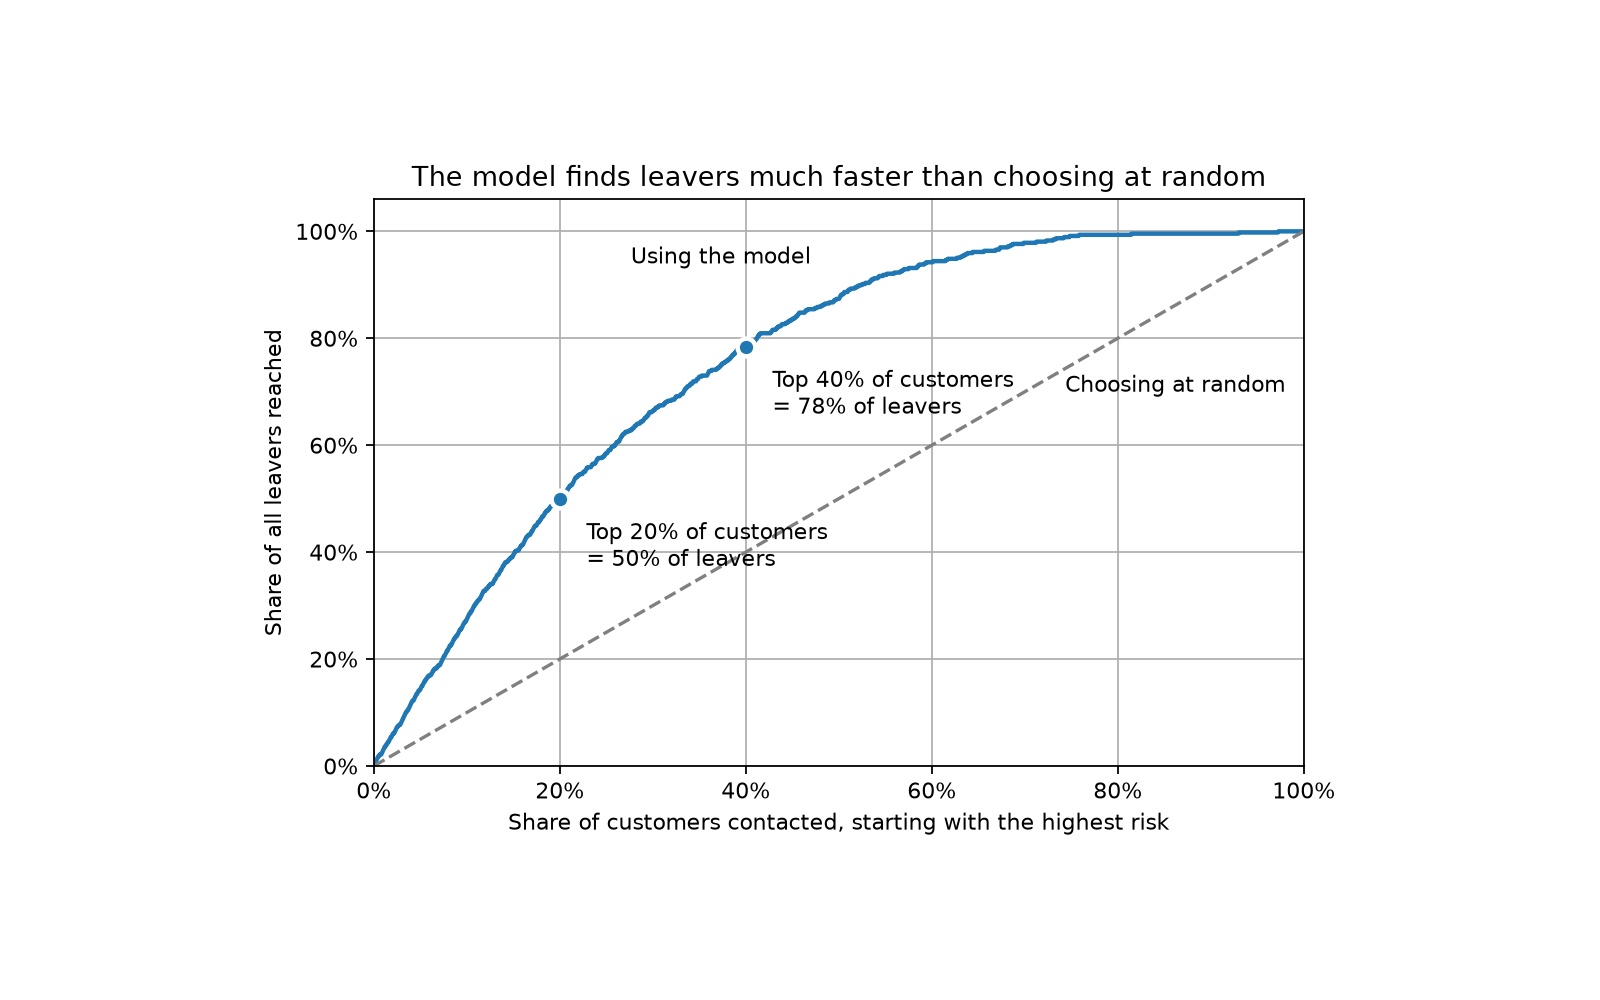 The model finds leavers much faster than choosing at random
Share of all leavers reached
100%
80%
60%
40%
20%
0%
Using the model
Top 40% of customers
= 78% of leavers
Choosing at random
Top 20% of customers
= 50% of leavers
0%
20%
40%
60%
80%
100%
Share of customers contacted, starting with the highest risk